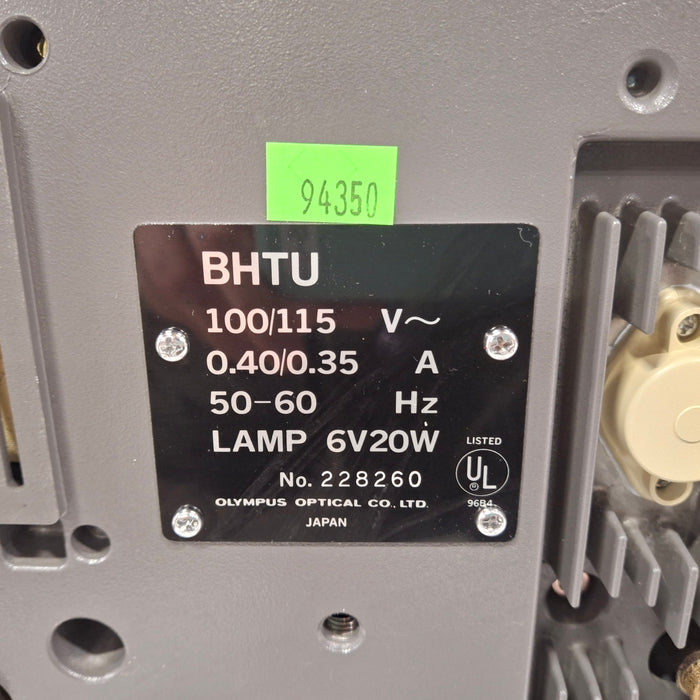 94350
BHTU
100/115 V~
0.40/0.35 A
50-60 Hz
LAMP 6V20W
LISTED
UL
No. 228260
96B4
OLYMPUS OPTICAL CO., LTD.
JAPAN